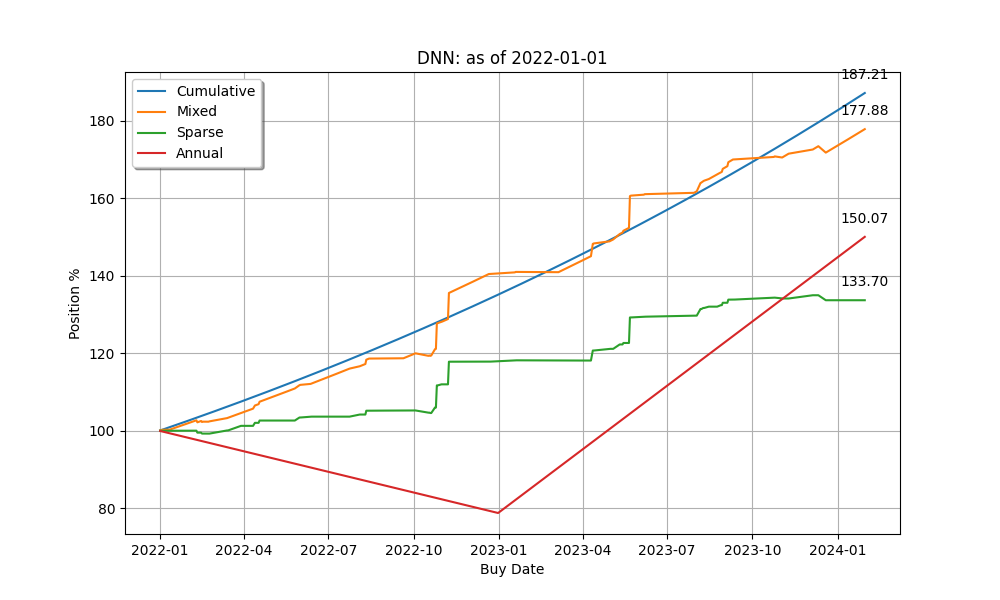 DNN: as of 2022-01-01
187.21
Cumulative
Mixed
Sparse
Annual
177.88
150.07
133.70
180
160
140
120
100
80
Position %
2022-01 2022-04 2022-07 2022-10 2023-01 2023-04 2023-07 2023-10 2024-01
Buy Date